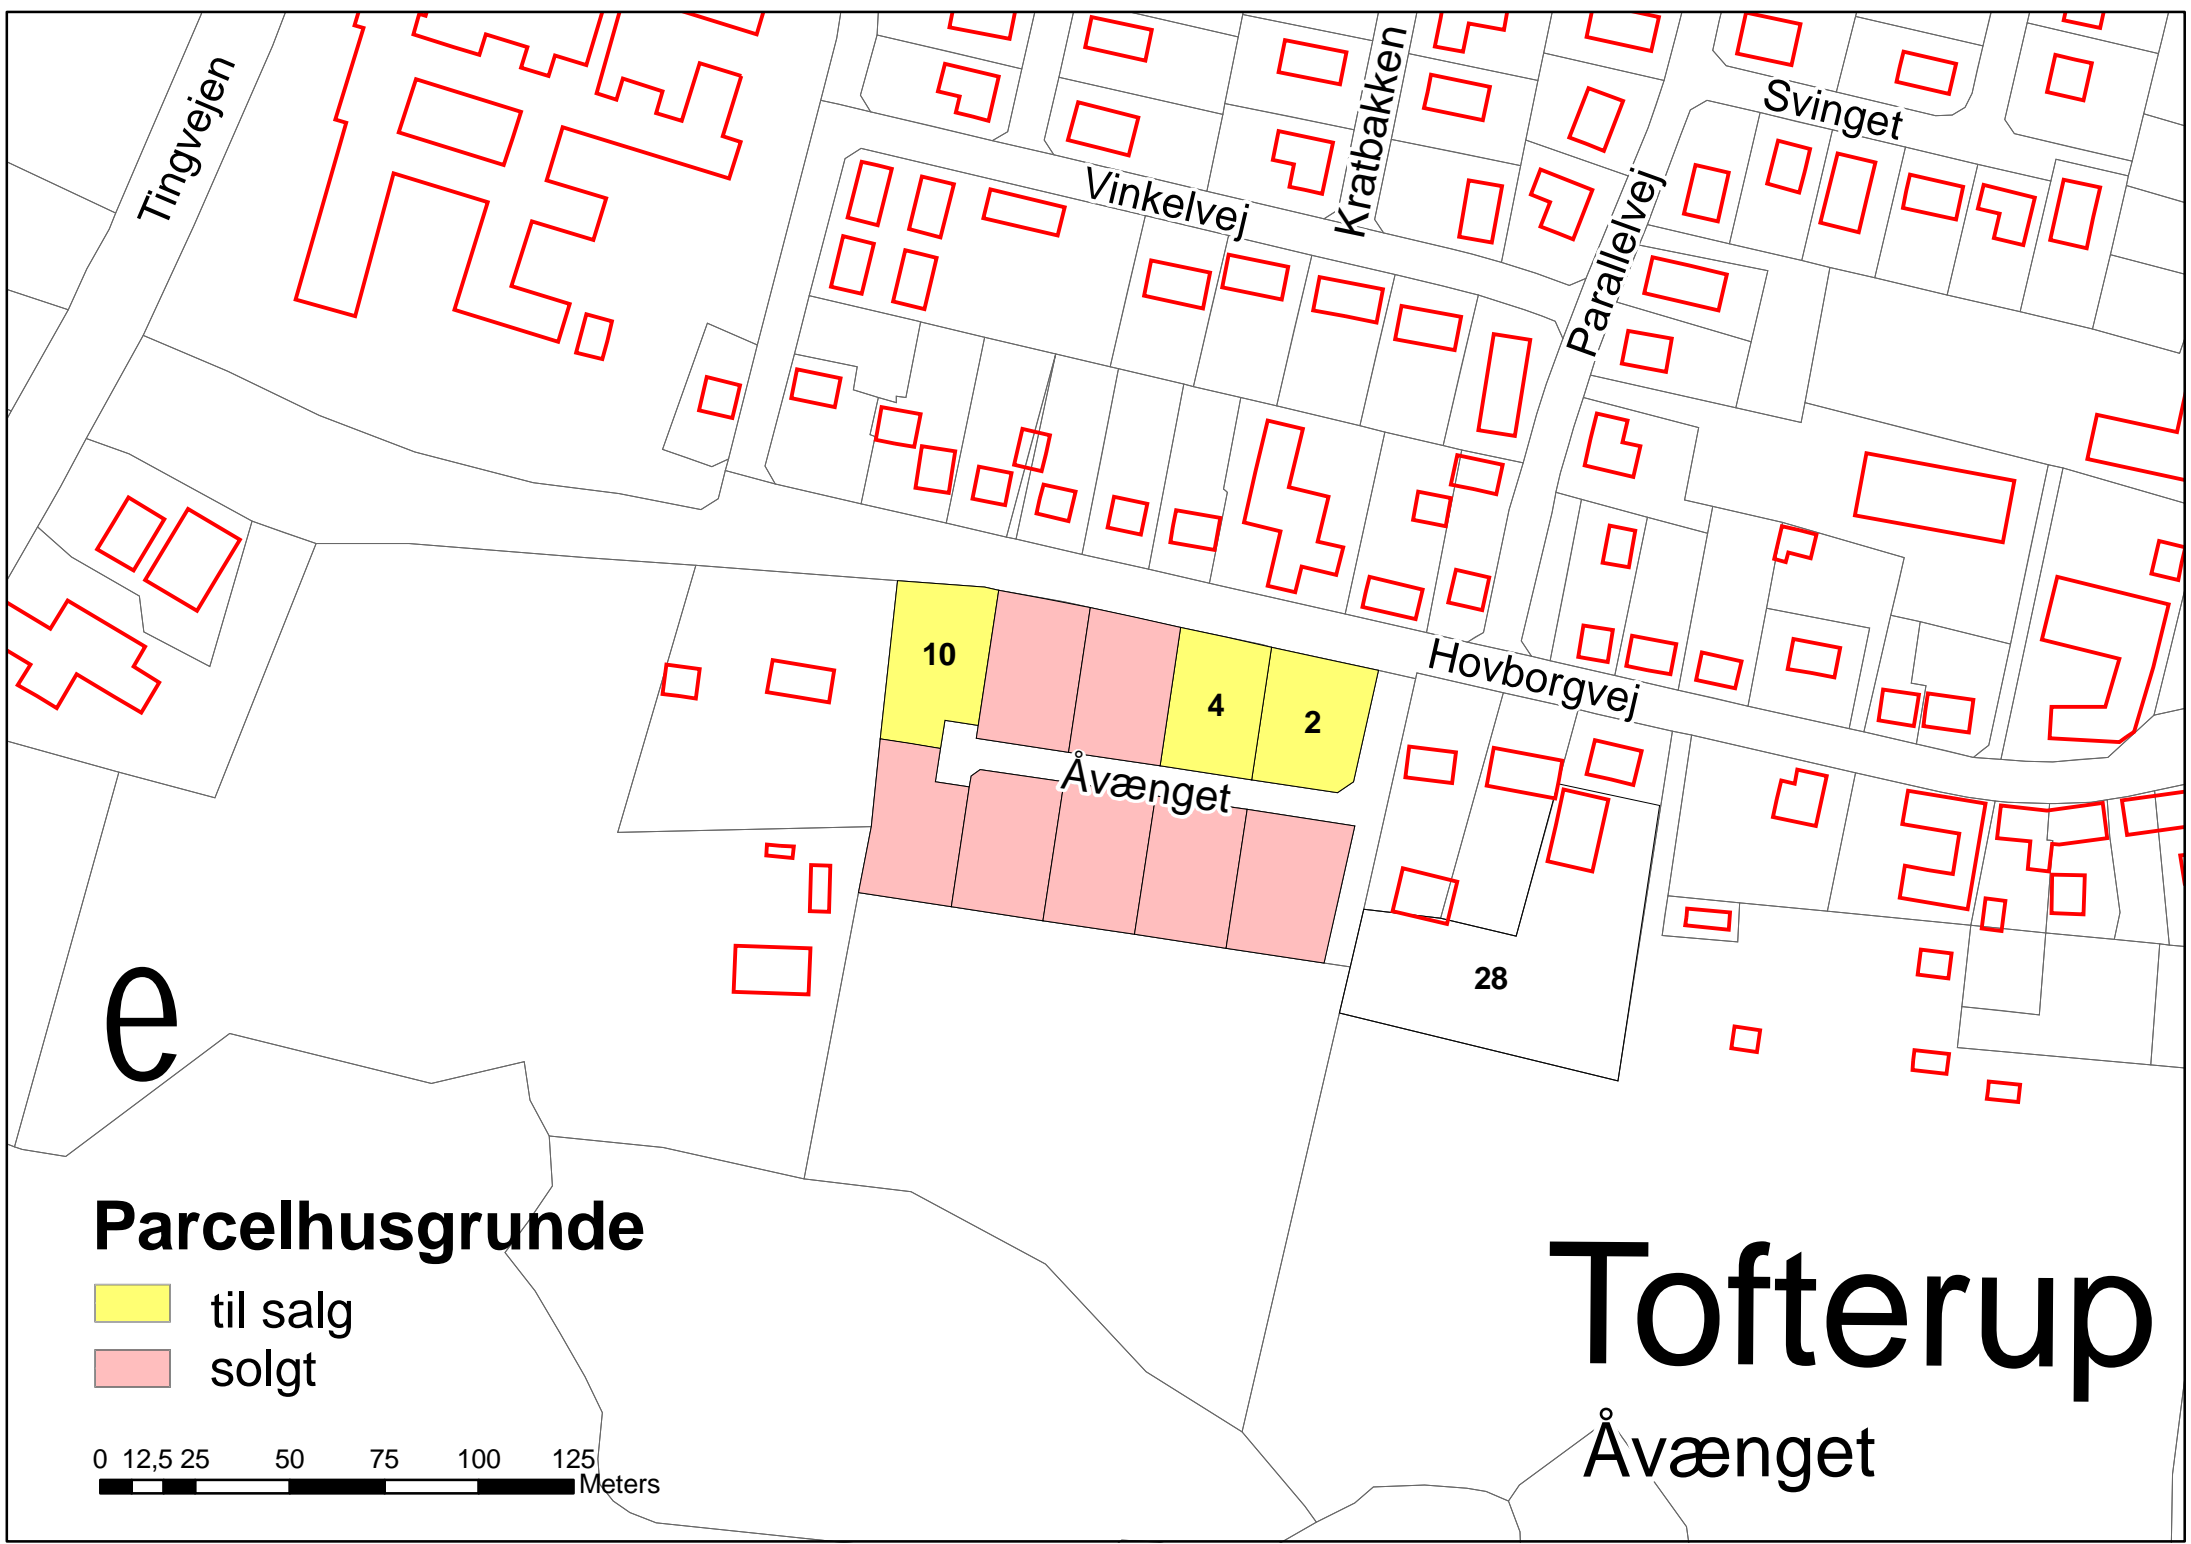 Tingvejen
Kratbakken
Svinget
Vinkelvej
Parallelvej
10
4
2
Hovborgvej
Åvænget
28
e
Parcelhusgrunde
til salg
solgt
0 12,5 25 50 75 100 125
Meters
Tofterup
Åvænget